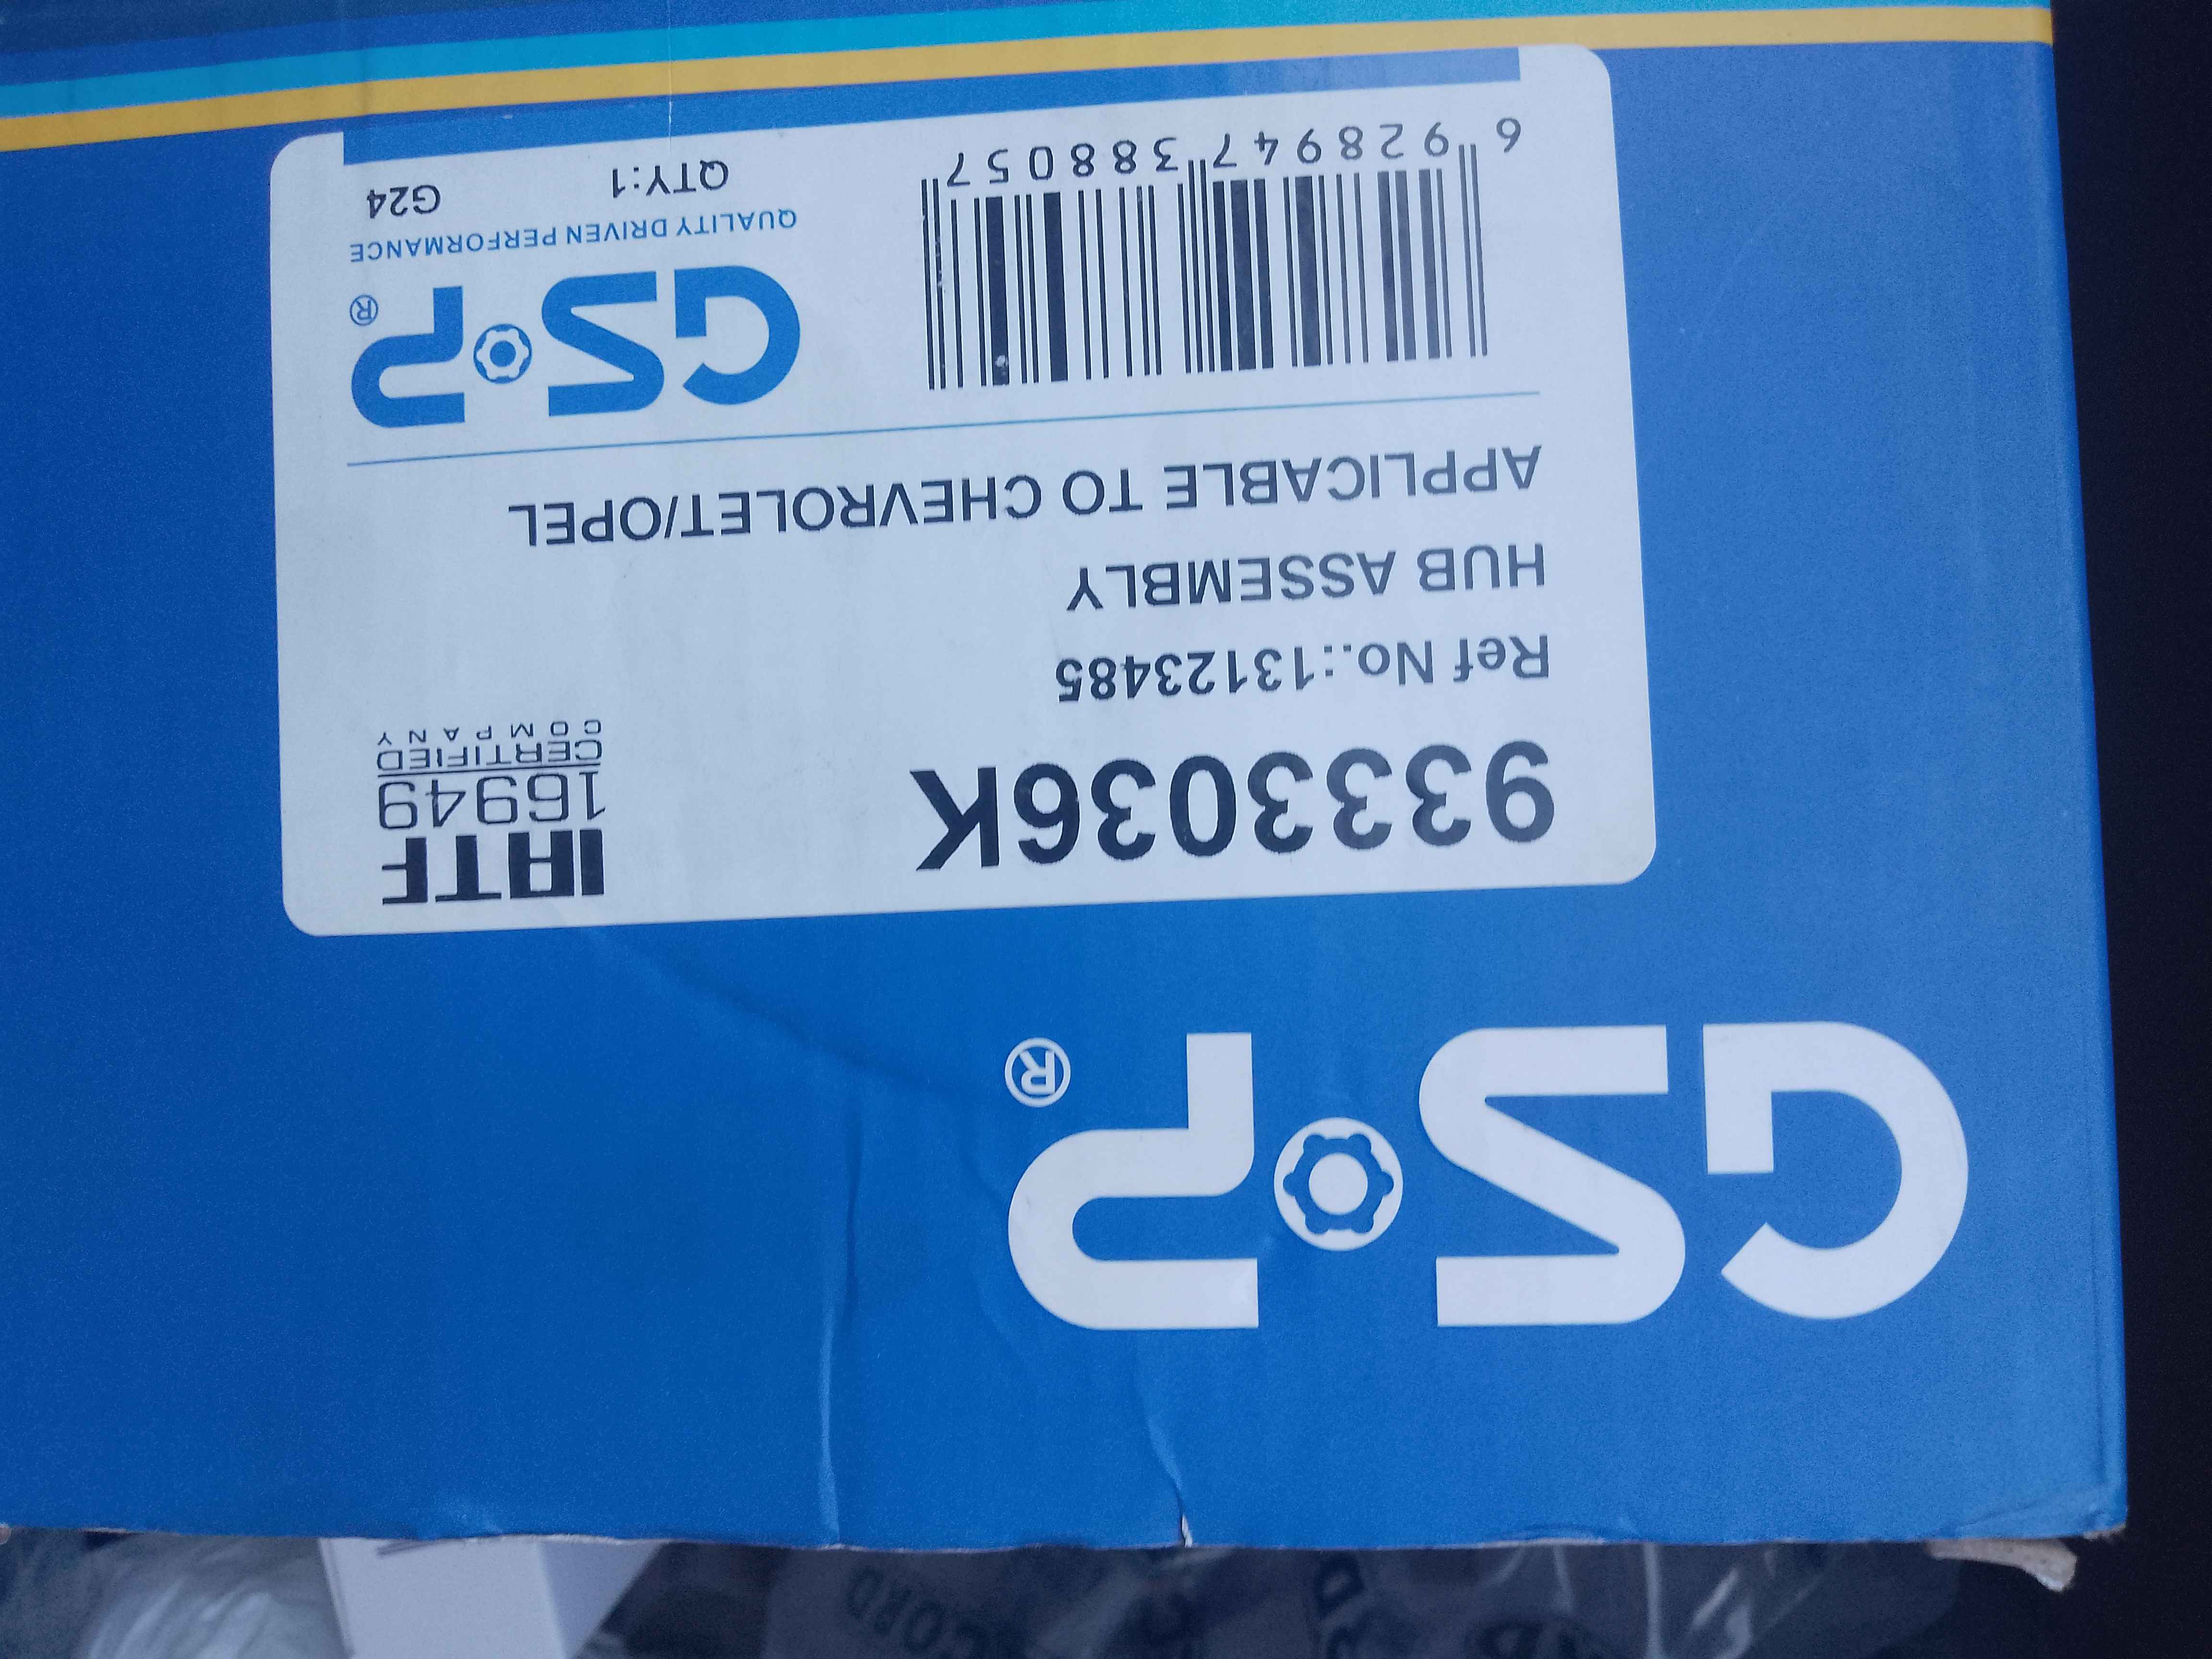 GSP®
9333036K
IATF
16949
CERTIFIED
COMPANY
Ref No.:13123485
HUB ASSEMBLY
APPLICABLE TO CHEVROLET/OPEL
GSP®
QUALITY DRIVEN PERFORMANCE
6 928947 388057
QTY:1 G24